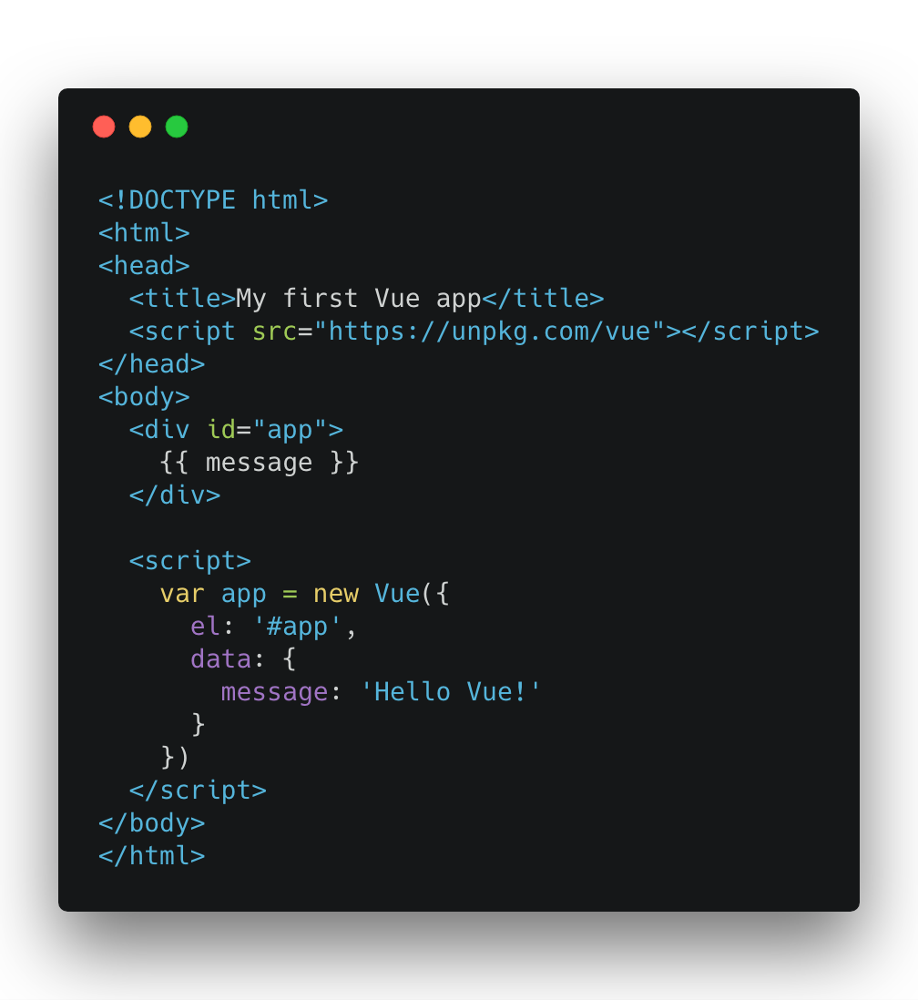 <!DOCTYPE html>
<html>
<head>
  <title>My first Vue app</title>
  <script src="https://unpkg.com/vue"></script>
</head>
<body>
  <div id="app">
    {{ message }}
  </div>

  <script>
    var app = new Vue({
      el: '#app',
      data: {
        message: 'Hello Vue!'
      }
    })
  </script>
</body>
</html>